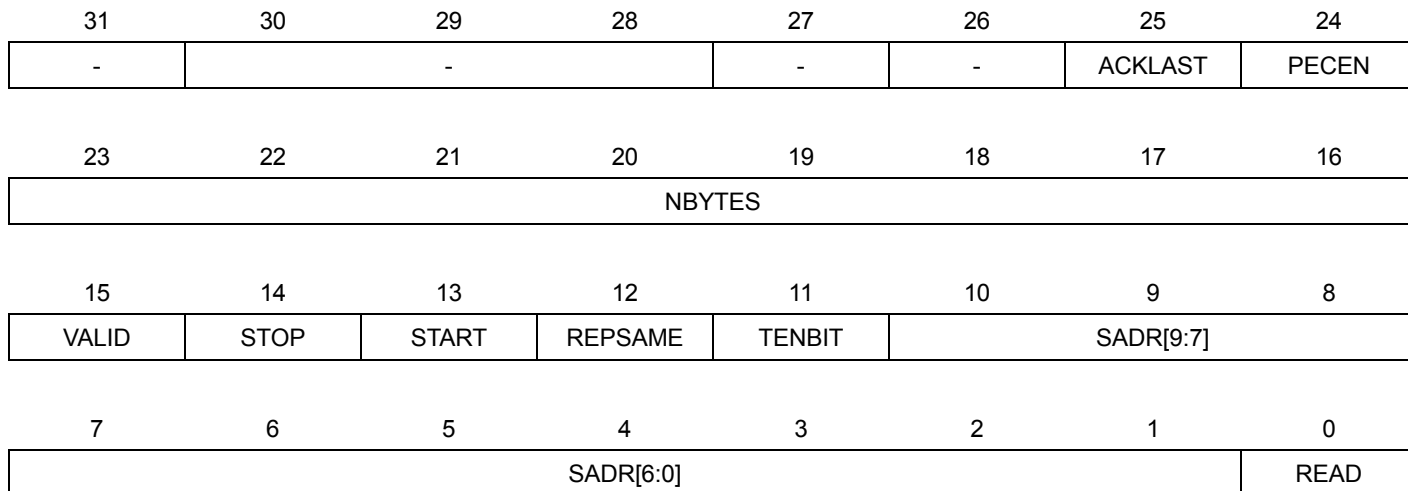 31 30 29 28 27 26 25 24
- - - - ACKLAST PECEN
23 22 21 20 19 18 17 16
NBYTES
15 14 13 12 11 10 9 8
VALID STOP START REPSAME TENBIT SADR[9:7]
7 6 5 4 3 2 1 0
SADR[6:0] READ